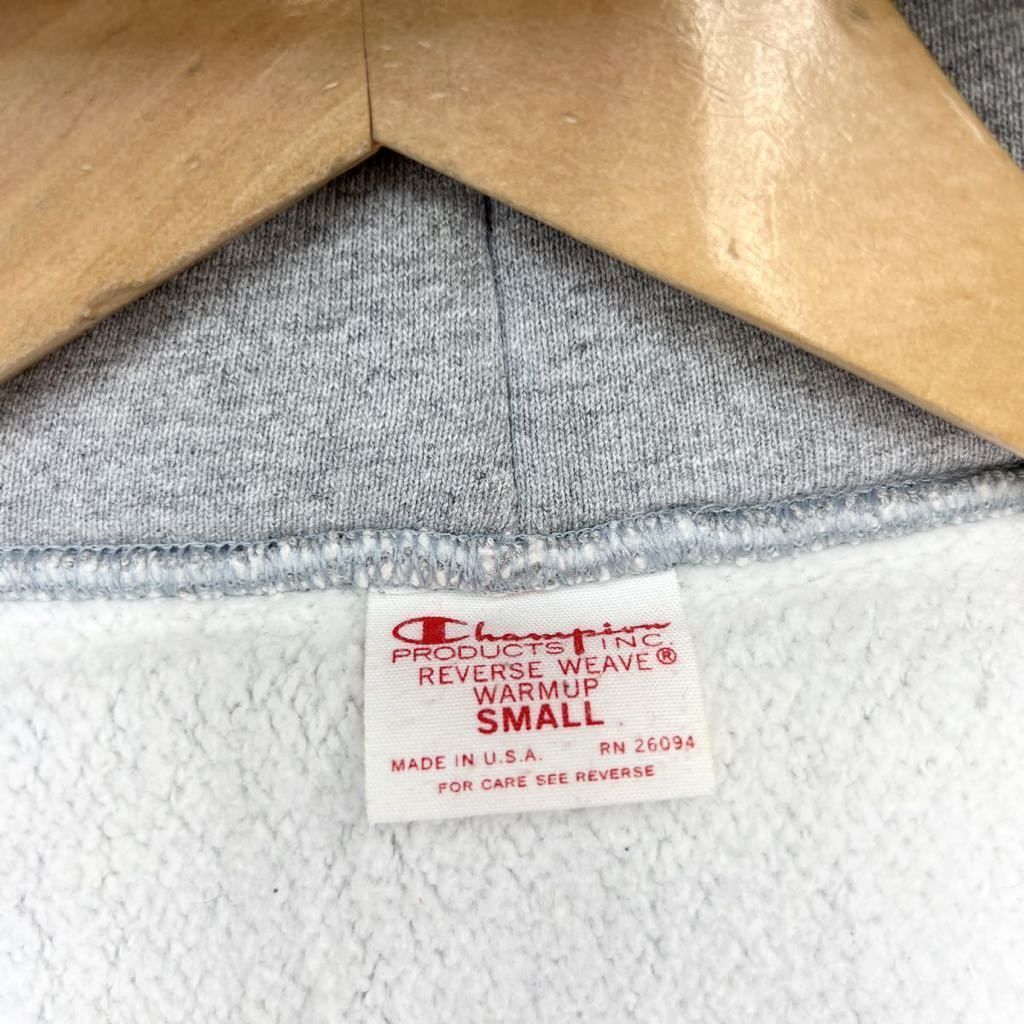 Champion
PRODUCTS INC.
REVERSE WEAVE®
WARMUP
SMALL
MADE IN U.S.A. RN 26094
FOR CARE SEE REVERSE